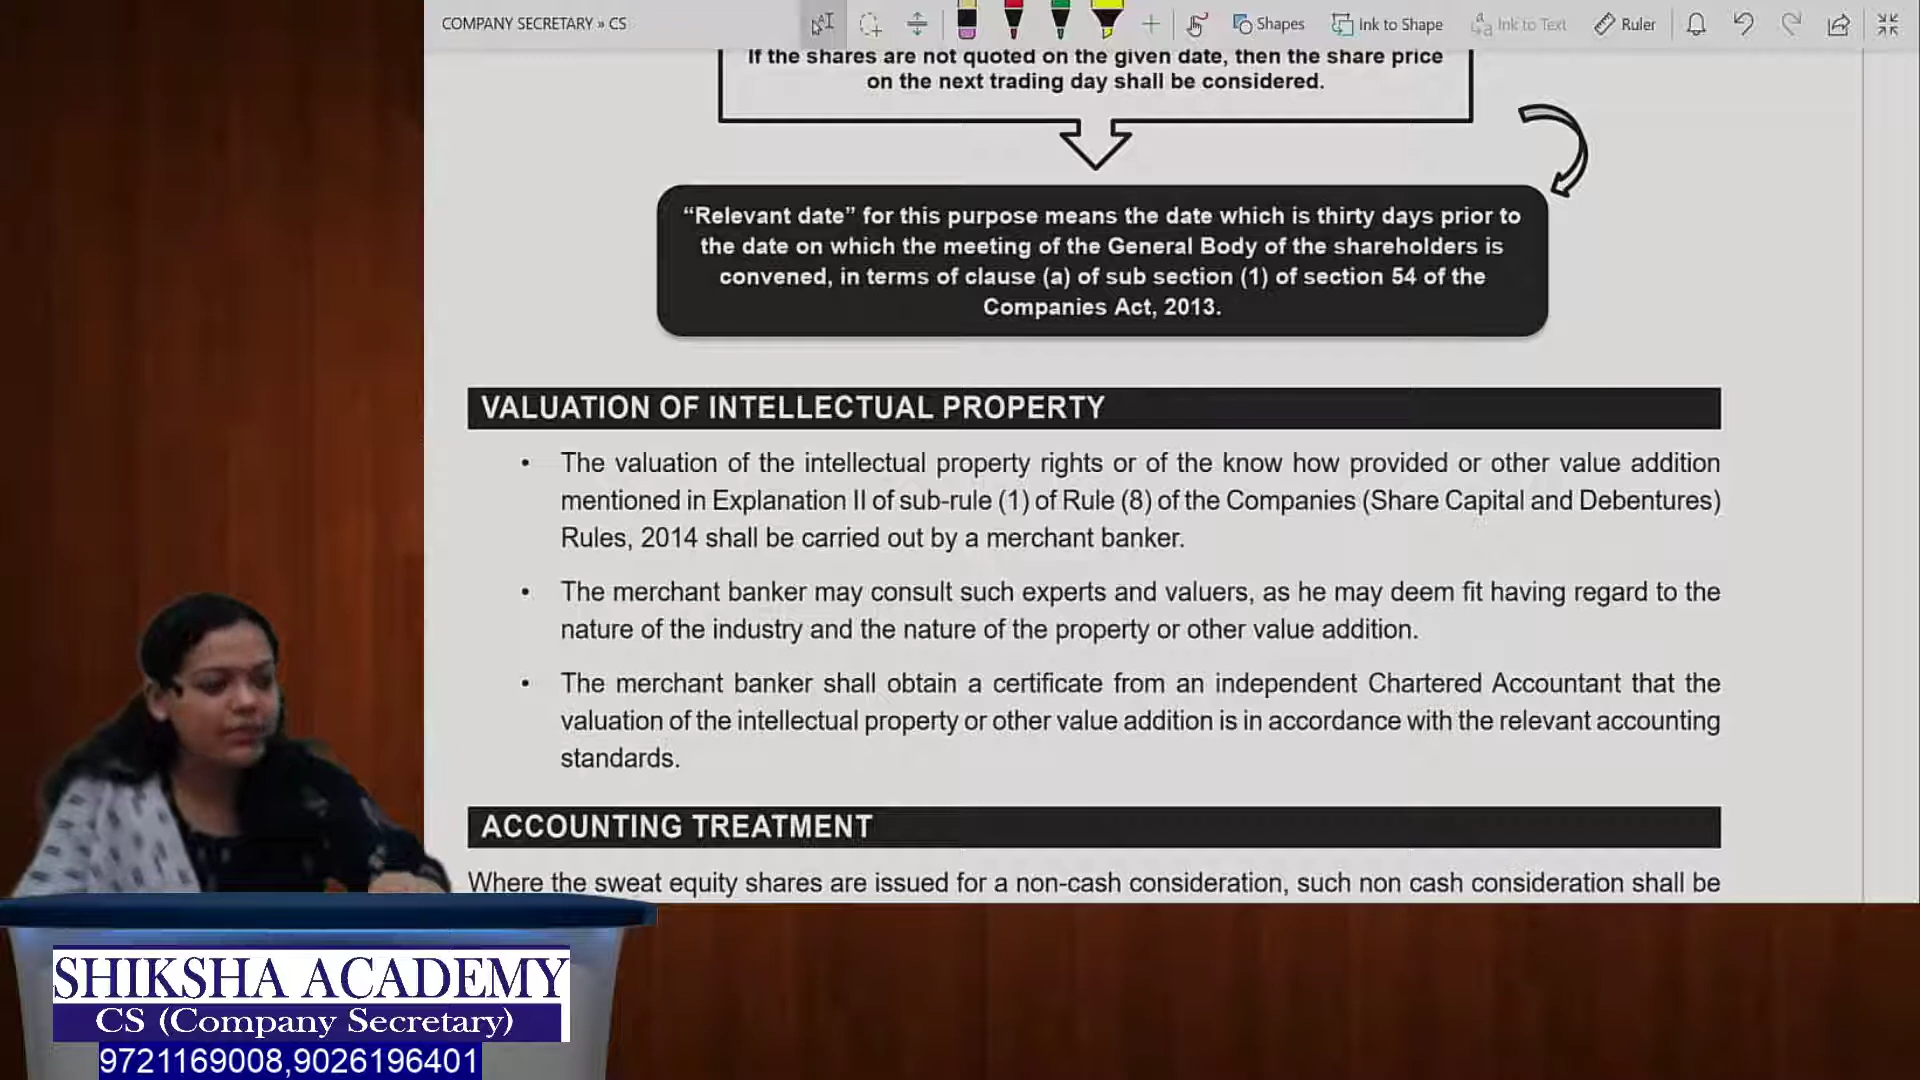 COMPANY SECRETARY » CS
Shapes
Ink to Shape
Ink to Text
Ruler
If the shares are not quoted on the given date, then the share price
on the next trading day shall be considered.
“Relevant date” for this purpose means the date which is thirty days prior to
the date on which the meeting of the General Body of the shareholders is
convened, in terms of clause (a) of sub section (1) of section 54 of the
Companies Act, 2013.
VALUATION OF INTELLECTUAL PROPERTY
• The valuation of the intellectual property rights or of the know how provided or other value addition
mentioned in Explanation II of sub-rule (1) of Rule (8) of the Companies (Share Capital and Debentures)
Rules, 2014 shall be carried out by a merchant banker.
• The merchant banker may consult such experts and valuers, as he may deem fit having regard to the
nature of the industry and the nature of the property or other value addition.
• The merchant banker shall obtain a certificate from an independent Chartered Accountant that the
valuation of the intellectual property or other value addition is in accordance with the relevant accounting
standards.
ACCOUNTING TREATMENT
Where the sweat equity shares are issued for a non-cash consideration, such non cash consideration shall be
SHIKSHA ACADEMY
CS (Company Secretary)
9721169008,9026196401